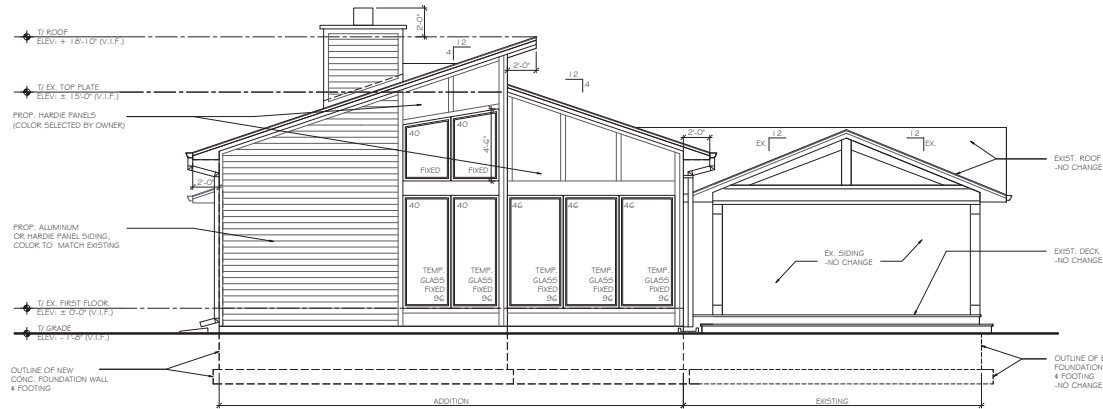 2'-0"
T/ ROOF
ELEV: + 18'-10" (V.I.F.)
12
4
2'-0"
12
4
T/ EX. TOP PLATE
ELEV: ± 15'-0" (V.I.F.)
PROP. HARDIE PANELS
(COLOR SELECTED BY OWNER)
40
40
4'-6"
FIXED
FIXED
2'-0"
12
EX.
12
EX.
EXIST. ROOF
-NO CHANGE
2'-0"
40
40
46
46
46
PROP. ALUMINUM
OR HARDIE PANEL SIDING,
COLOR TO MATCH EXISTING
EX. SIDING
-NO CHANGE
EXIST. DECK
-NO CHANGE
TEMP.
GLASS
FIXED
96
TEMP.
GLASS
FIXED
96
TEMP.
GLASS
FIXED
96
TEMP.
GLASS
FIXED
96
TEMP.
GLASS
FIXED
96
T/ EX. FIRST FLOOR
ELEV: ± 0'-0" (V.I.F.)
T/ GRADE
ELEV: - 1'-8" (V.I.F.)
OUTLINE OF NEW
CONC. FOUNDATION WALL
& FOOTING
OUTLINE OF E
FOUNDATION
& FOOTING
-NO CHANGE
ADDITION
EXISTING